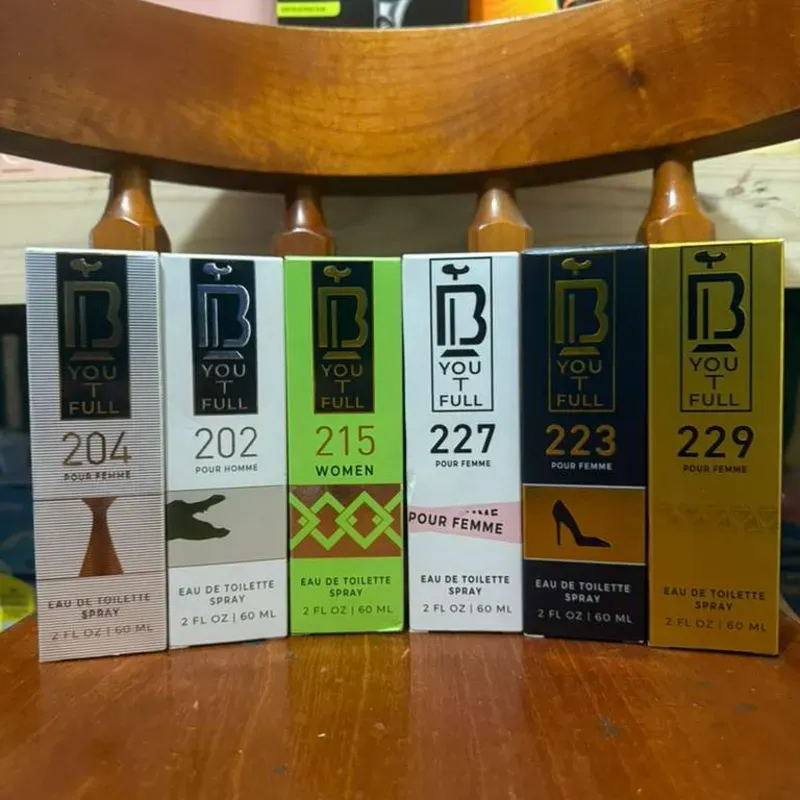 B
YOU
T
FULL
204
POUR FEMME
EAU DE TOILETTE
SPRAY
2 FL OZ | 60 ML
B
YOU
T
FULL
202
POUR HOMME
EAU DE TOILETTE
SPRAY
2 FL OZ | 60 ML
B
YOU
T
FULL
215
WOMEN
EAU DE TOILETTE
SPRAY
2 FL OZ | 60 ML
B
YOU
T
FULL
227
POUR FEMME
POUR FEMME
EAU DE TOILETTE
SPRAY
2 FL OZ | 60 ML
B
YOU
T
FULL
223
POUR FEMME
EAU DE TOILETTE
SPRAY
2 FL OZ | 60 ML
B
YOU
T
FULL
229
POUR FEMME
EAU DE TOILETTE
SPRAY
2 FL OZ | 60 ML